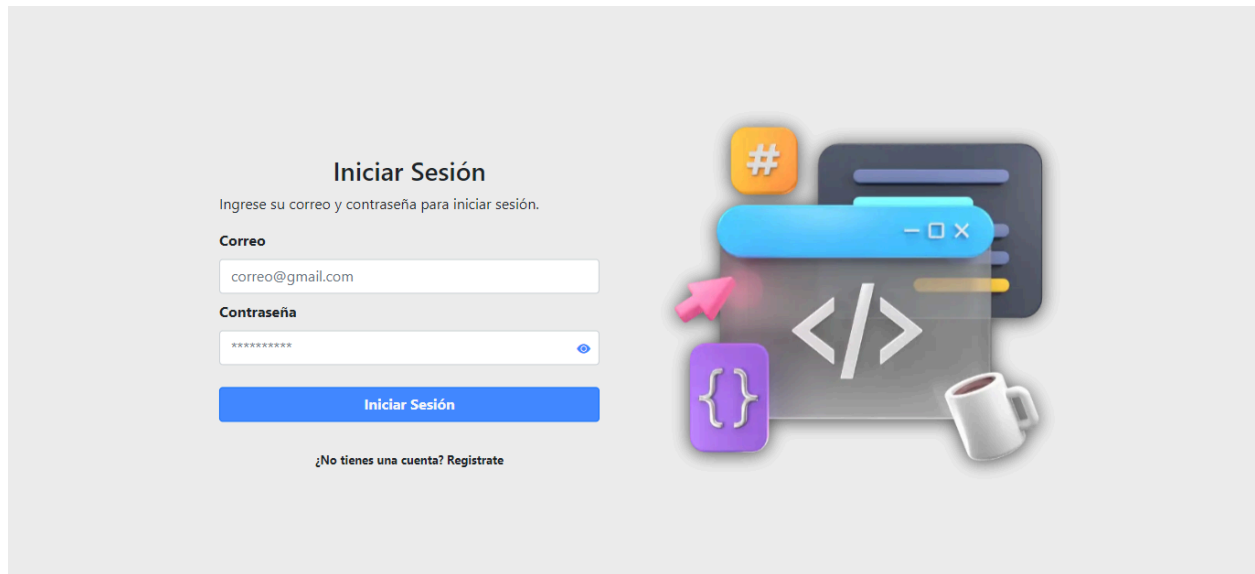 Iniciar Sesión
Ingrese su correo y contraseña para iniciar sesión.
Correo
correo@gmail.com
Contraseña
**********
Iniciar Sesión
¿No tienes una cuenta? Registrate
#
</>
{}